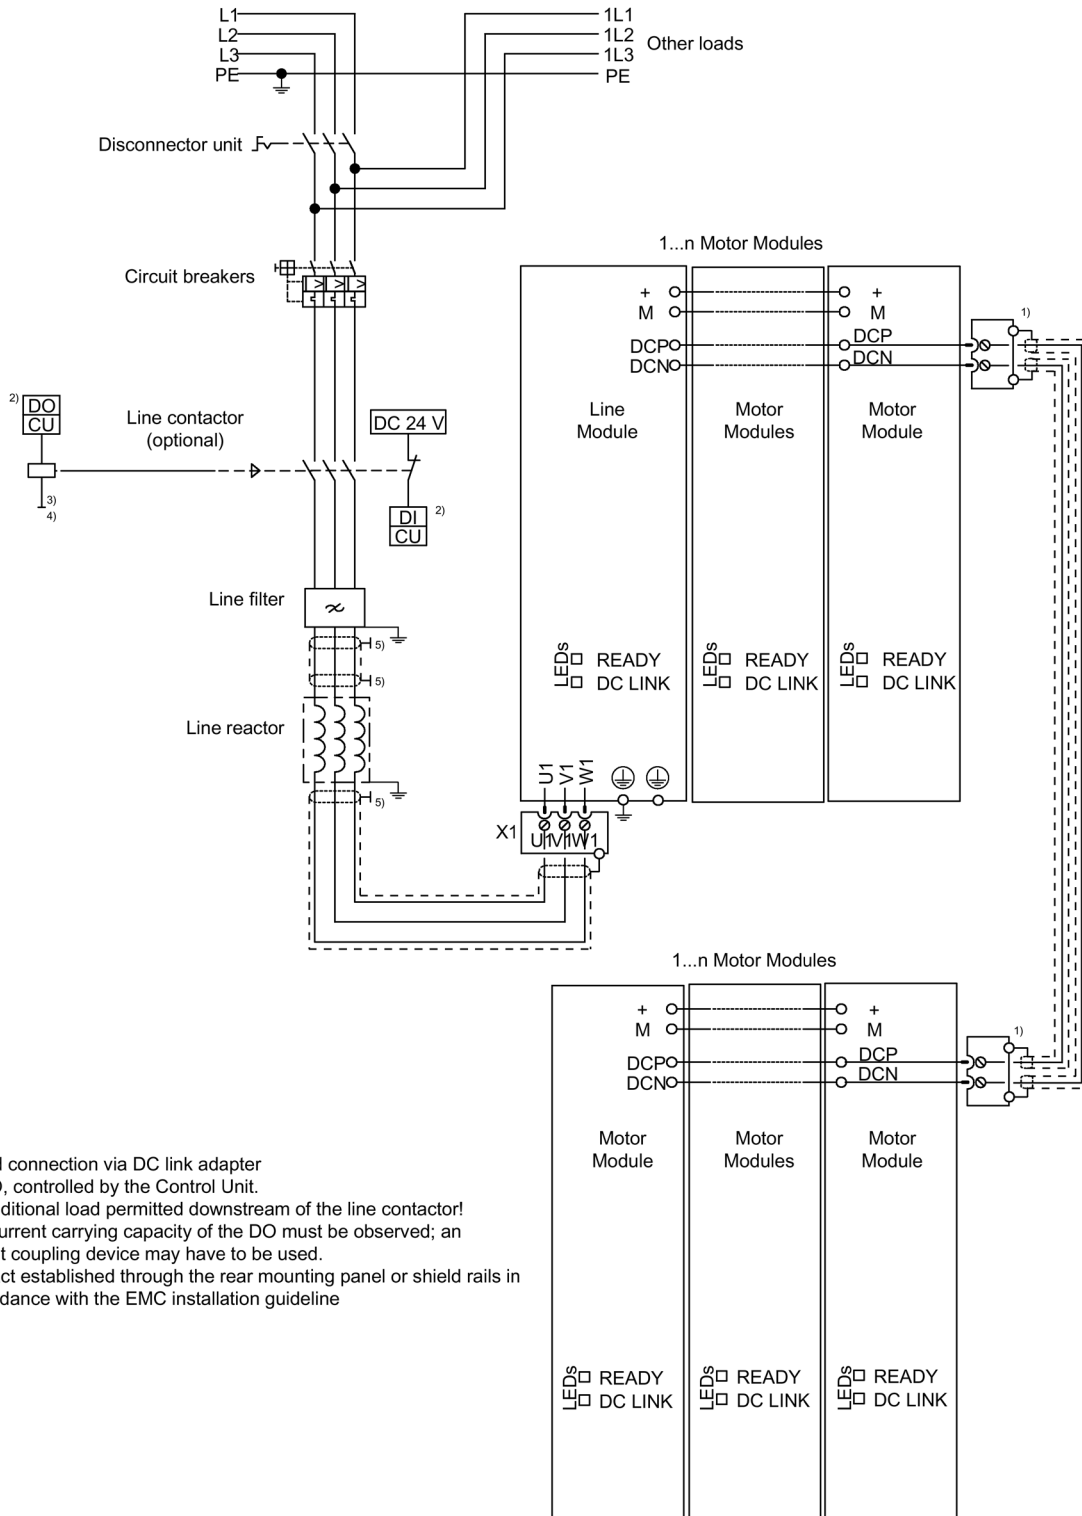 L1
L2
L3
PE
1L1
1L2
1L3
PE
Other loads
Disconnector unit
Circuit breakers
2)
DO
CU
3)
4)
Line contactor
(optional)
DC 24 V
DI
CU
2)
Line filter
5)
5)
Line reactor
5)
1...n Motor Modules
+
M
DCP
DCN
+
M
DCP
DCN
1)
Line
Module
Motor
Modules
Motor
Module
LEDs
READY
DC LINK
LEDs
READY
DC LINK
LEDs
READY
DC LINK
U1
V1
W1
X1
U1
V1
W1
1...n Motor Modules
+
M
DCP
DCN
+
M
DCP
DCN
1)
Motor
Module
Motor
Modules
Motor
Module
connection via DC link adapter
, controlled by the Control Unit.
ditional load permitted downstream of the line contactor!
urrent carrying capacity of the DO must be observed; an
t coupling device may have to be used.
ct established through the rear mounting panel or shield rails in
dance with the EMC installation guideline
LEDs
READY
DC LINK
LEDs
READY
DC LINK
LEDs
READY
DC LINK